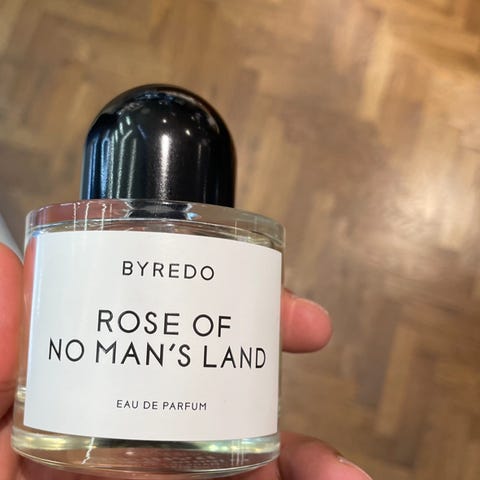 BYREDO
ROSE OF
NO MAN'S LAND
EAU DE PARFUM